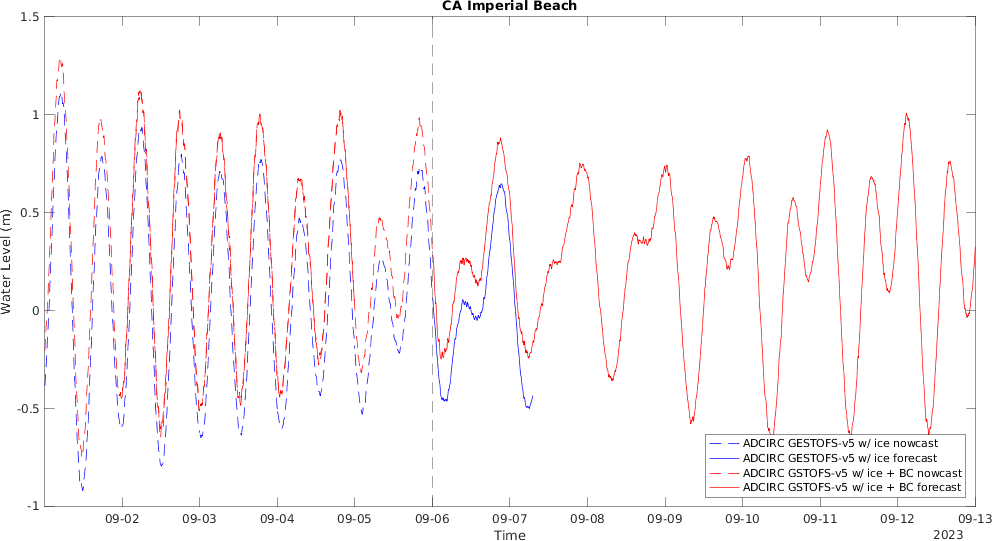 CA Imperial Beach
1.5
1
0.5
0
-0.5
-1
Water Level (m)
09-02
09-03
09-04
09-05
09-06
09-07
09-08
09-09
09-10
09-11
09-12
09-13
Time
2023
ADCIRC GESTOFS-v5 w/ ice nowcast
ADCIRC GESTOFS-v5 w/ ice forecast
ADCIRC GSTOFS-v5 w/ ice + BC nowcast
ADCIRC GSTOFS-v5 w/ ice + BC forecast